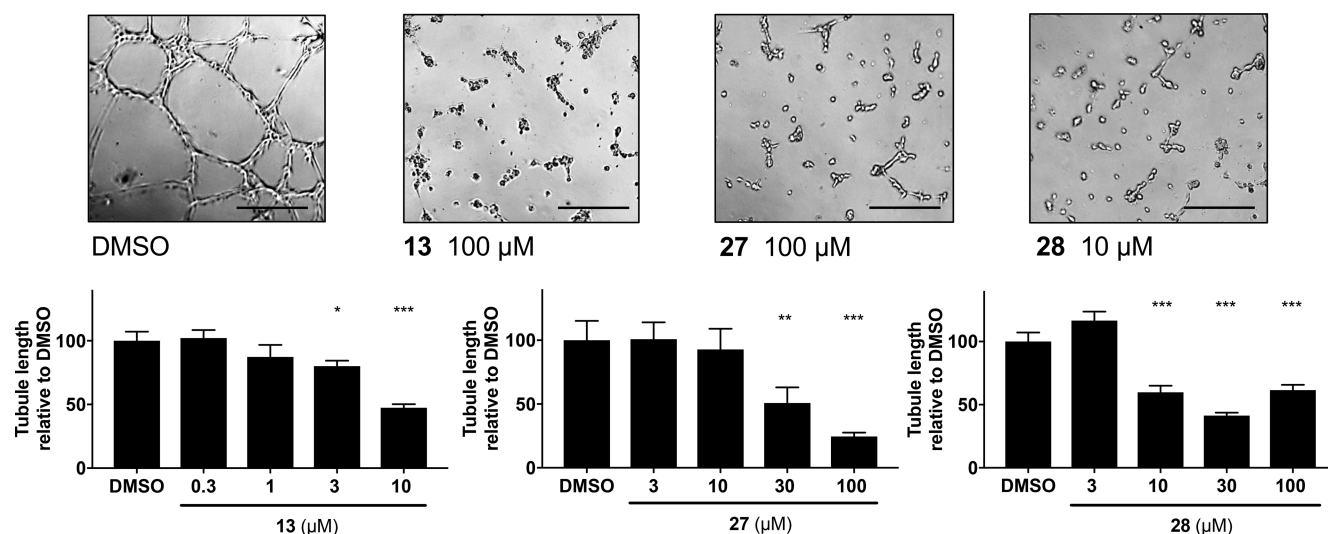 DMSO
13 100 µM
27 100 µM
28 10 µM
Tubule length
relative to DMSO
100
50
0
*
***
DMSO 0.3 1 3 10
13 (µM)
Tubule length
relative to DMSO
100
50
0
**
***
DMSO 3 10 30 100
27 (µM)
Tubule length
relative to DMSO
100
50
0
***
***
***
DMSO 3 10 30 100
28 (µM)